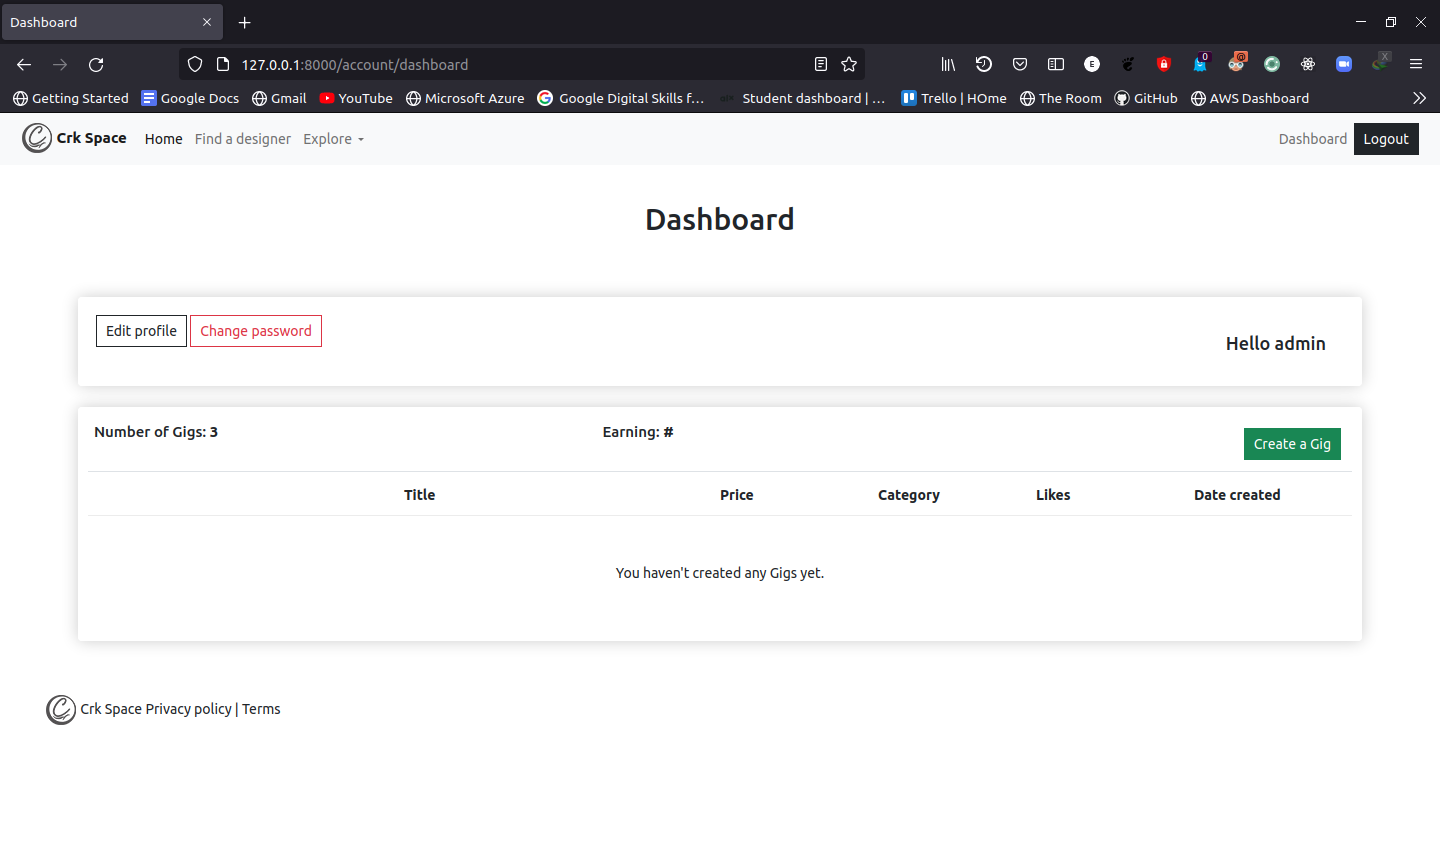 Dashboard
127.0.0.1:8000/account/dashboard
E
0
@
X
Getting Started Google Docs Gmail YouTube Microsoft Azure Google Digital Skills f... Student dashboard | ... Trello | HOme The Room GitHub AWS Dashboard
Crk Space Home Find a designer Explore Dashboard Logout
Dashboard
Edit profile Change password
Hello admin
Number of Gigs: 3 Earning: #
Create a Gig
Title Price Category Likes Date created
You haven't created any Gigs yet.
Crk Space Privacy policy | Terms